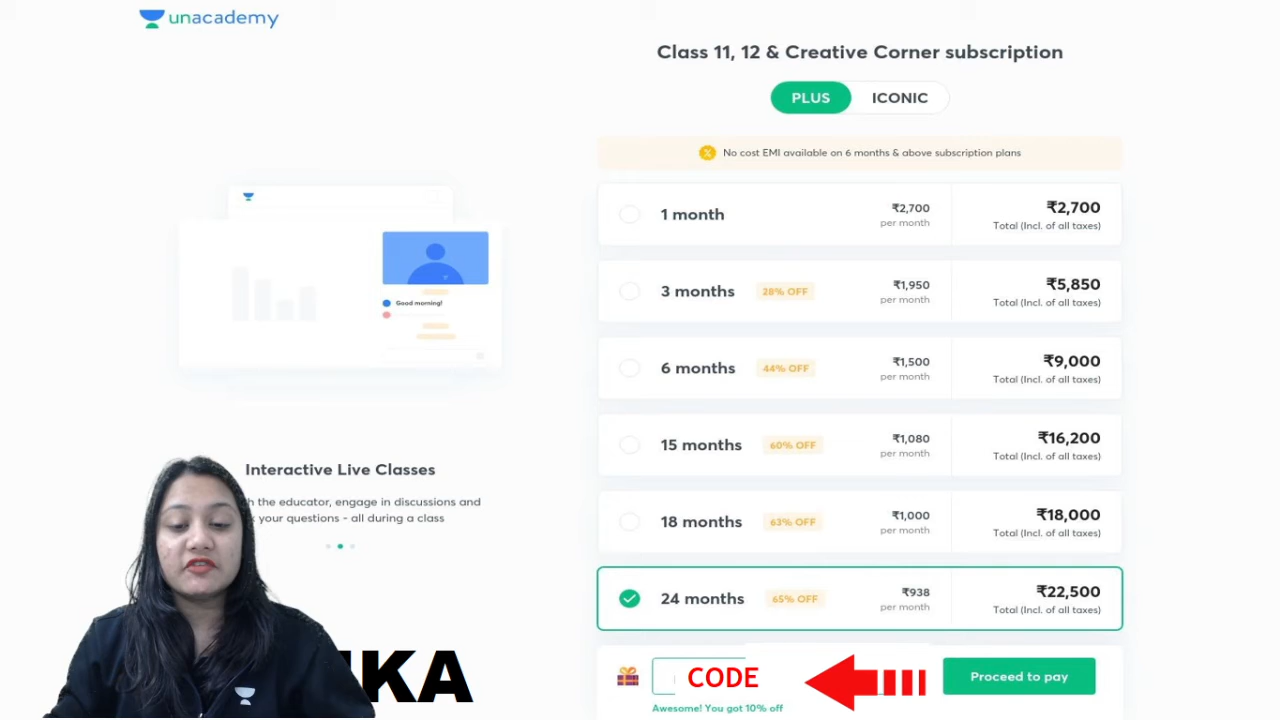 unacademy
Class 11, 12 & Creative Corner subscription
PLUS
ICONIC
No cost EMI available on 6 months & above subscription plans
1 month
₹2,700
per month
₹2,700
Total (Incl. of all taxes)
3 months
28% OFF
₹1,950
per month
₹5,850
Total (Incl. of all taxes)
6 months
44% OFF
₹1,500
per month
₹9,000
Total (Incl. of all taxes)
15 months
60% OFF
₹1,080
per month
₹16,200
Total (Incl. of all taxes)
18 months
63% OFF
₹1,000
per month
₹18,000
Total (Incl. of all taxes)
24 months
65% OFF
₹938
per month
₹22,500
Total (Incl. of all taxes)
CODE
Proceed to pay
Awesome! You got 10% off
Good morning!
Interactive Live Classes
the educator, engage in discussions and
your questions - all during a class
KA